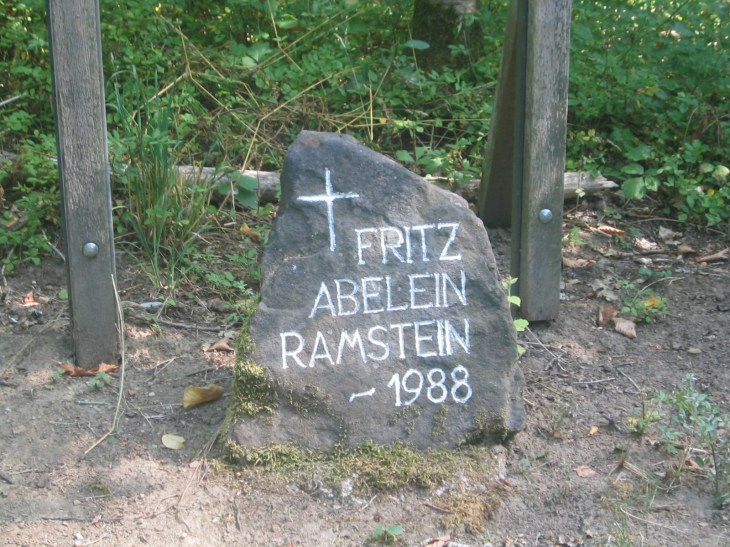 FRITZ
ABELEIN
RAMSTEIN
– 1988